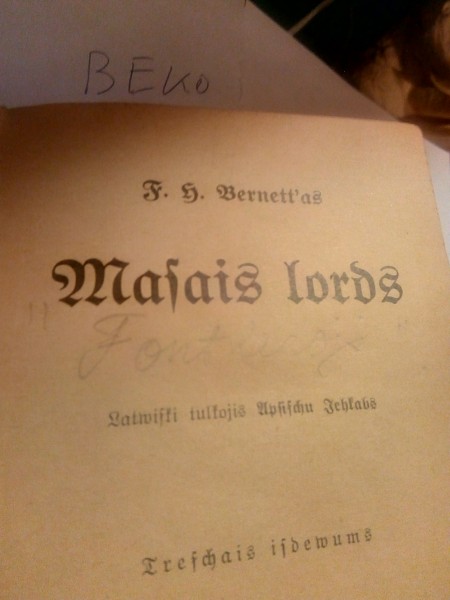 BEKO
F. H. Bernett'as
Maſais lords
Latwiſki tulkojis Apſiſchu Jehkabs
Treſchais iſdewums